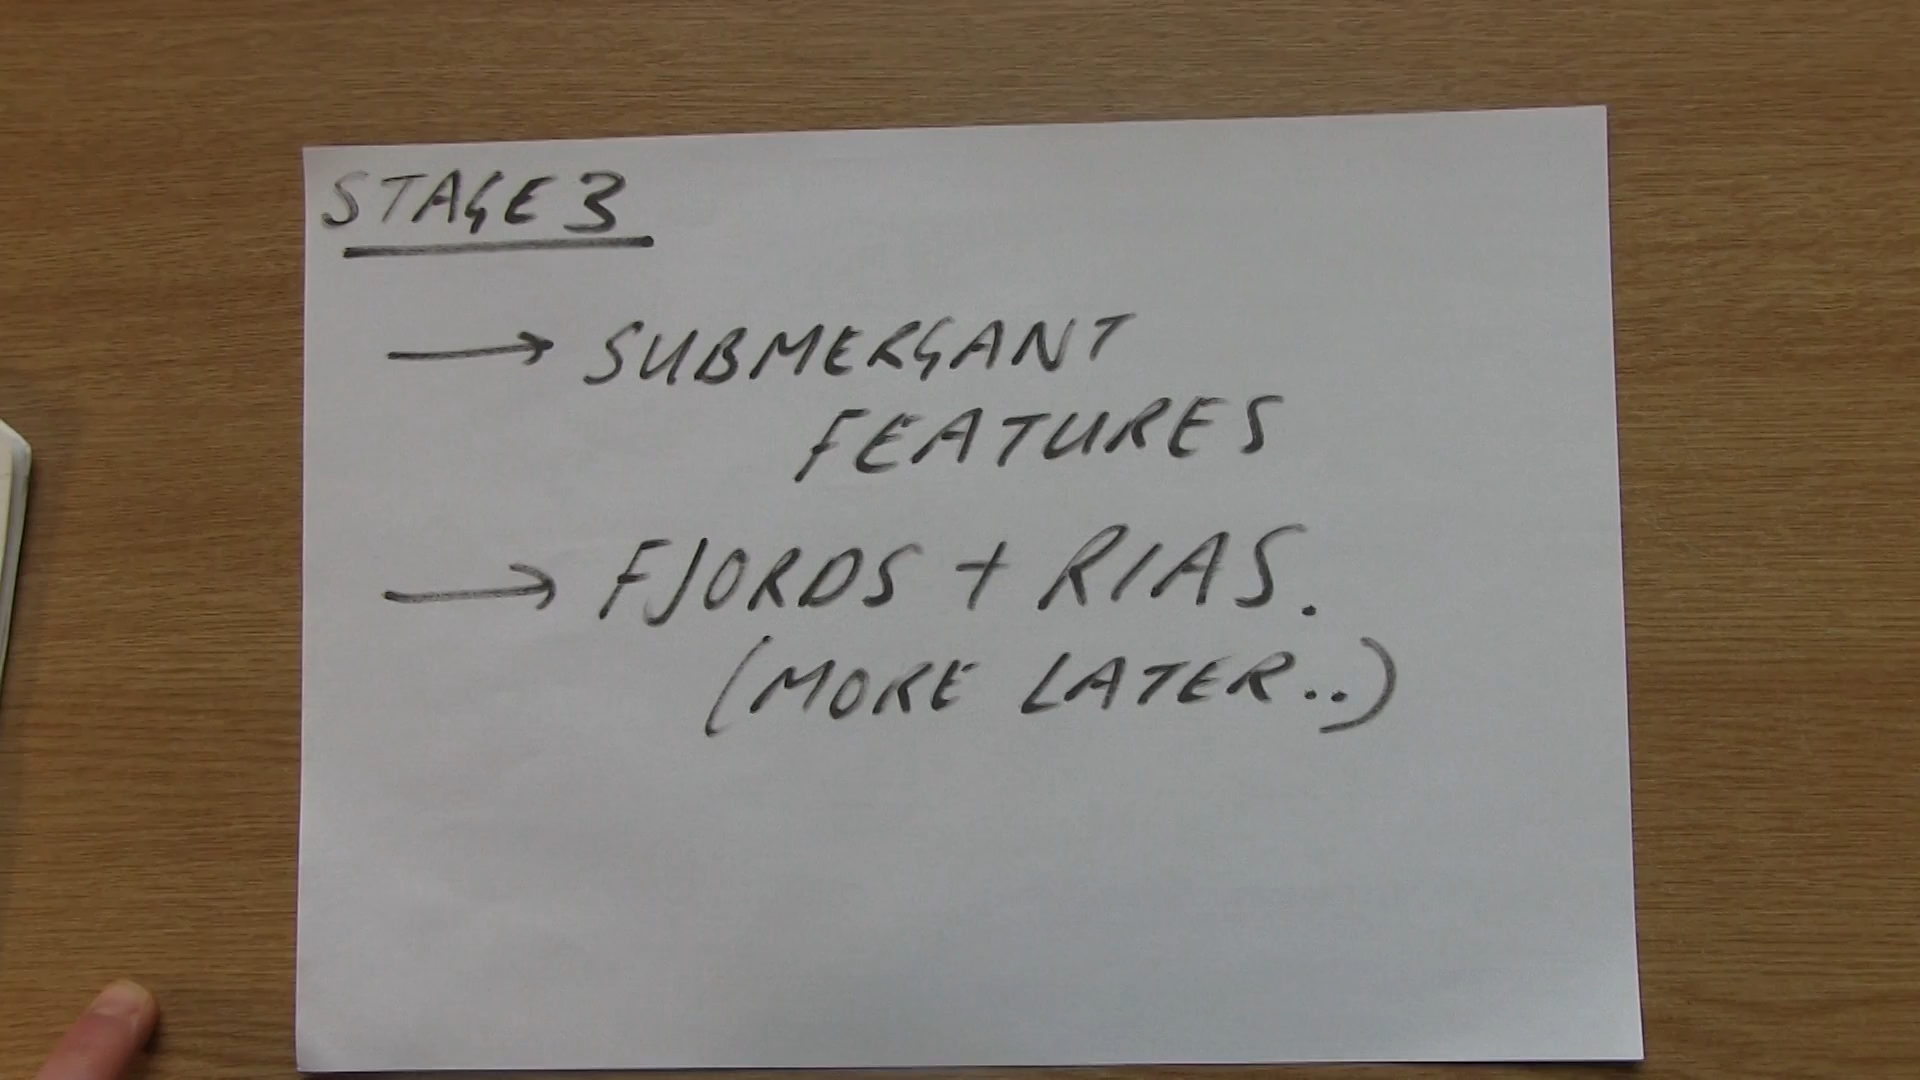 STAGE 3
→ SUBMERGANT
FEATURES
→ FJORDS + RIAS.
(MORE LATER..)